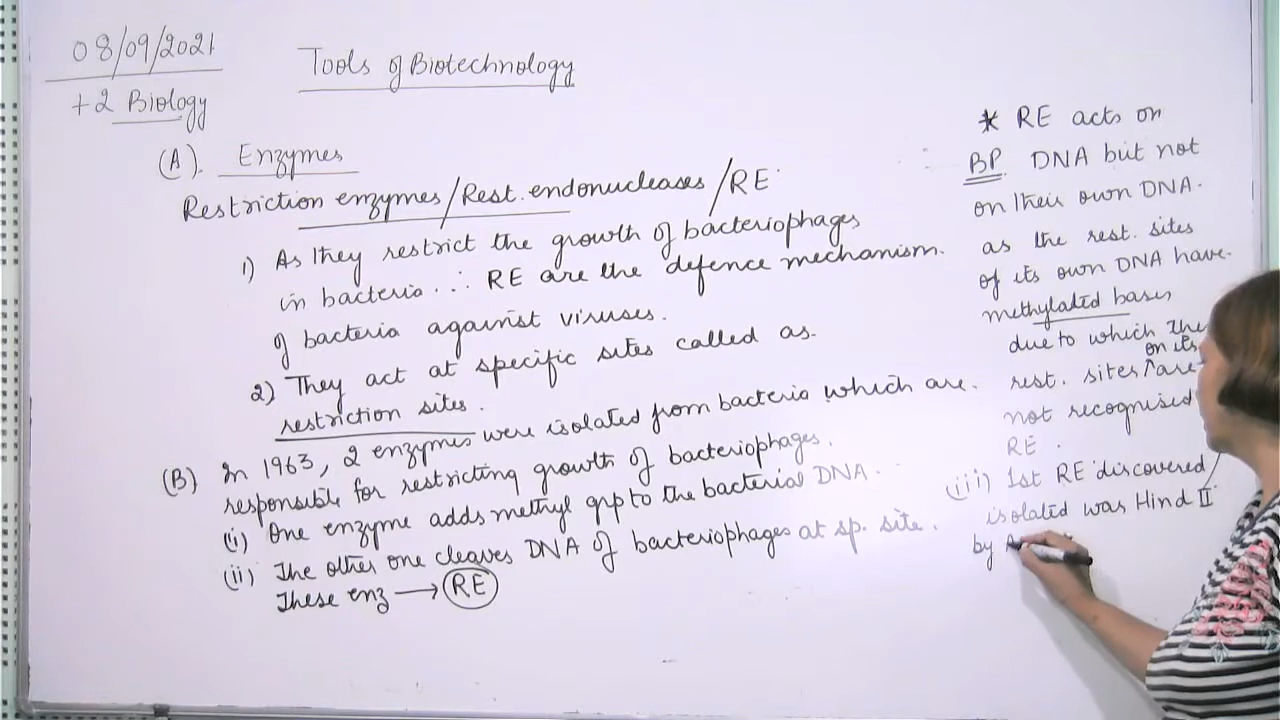 08/09/2021
+2 Biology
Tools of Biotechnology
(A). Enzymes
Restriction enzymes/Rest. endonucleases/RE
1) As they restrict the growth of bacteriophages
in bacteria. ∴ RE are the defence mechanism.
of bacteria against viruses.
2) They act at specific sites called as.
restriction sites.
(B) In 1963, 2 enzymes were isolated from bacteria which are.
responsible for restricting growth of bacteriophages.
(i) One enzyme adds methyl grp to the bacterial DNA.
(ii) The other one cleaves DNA of bacteriophages at sp. site.
These enz → RE
* RE acts on
BP. DNA but not
on their own DNA.
as the rest. sites
of its own DNA have.
methylated bases
due to which the
rest. sites on its are
not recognised
RE.
(iii) 1st RE discovered/
isolated was Hind II
by